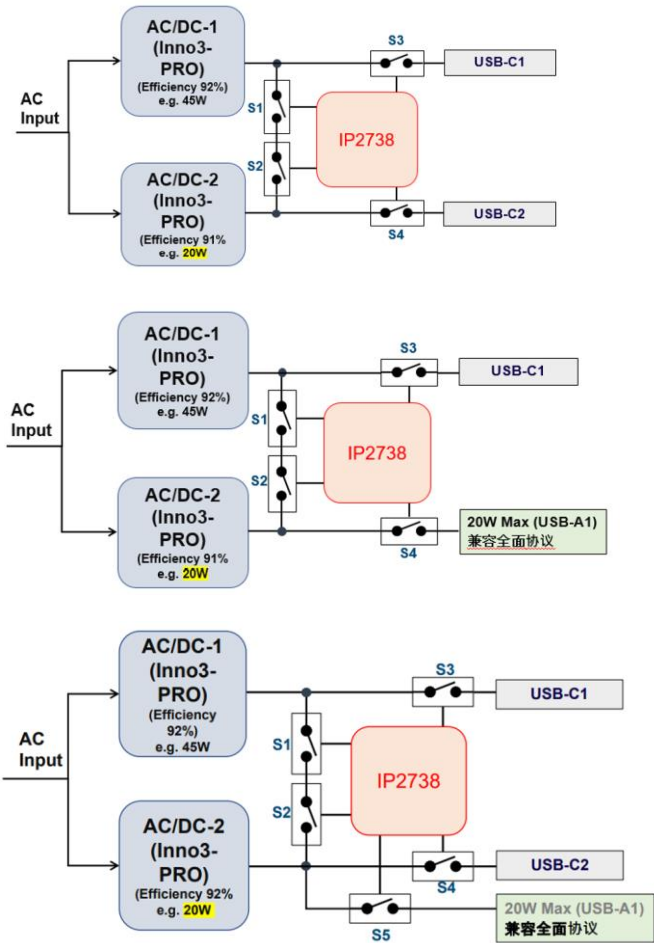 AC/DC-1
(Inno3-
PRO)
(Efficiency 92%)
e.g. 45W
S3
USB-C1
AC
Input
S1
IP2738
S2
AC/DC-2
(Inno3-
PRO)
(Efficiency 91%
e.g. 20W
USB-C2
S4
AC/DC-1
(Inno3-
PRO)
(Efficiency 92%)
e.g. 45W
S3
USB-C1
AC
Input
S1
IP2738
S2
AC/DC-2
(Inno3-
PRO)
(Efficiency 91%
e.g. 20W
20W Max (USB-A1)
兼容全面协议
S4
AC/DC-1
(Inno3-
PRO)
(Efficiency
92%)
e.g. 45W
S3
USB-C1
AC
Input
S1
IP2738
S2
AC/DC-2
(Inno3-
PRO)
(Efficiency 92%
e.g. 20W
USB-C2
S4
20W Max (USB-A1)
兼容全面协议
S5